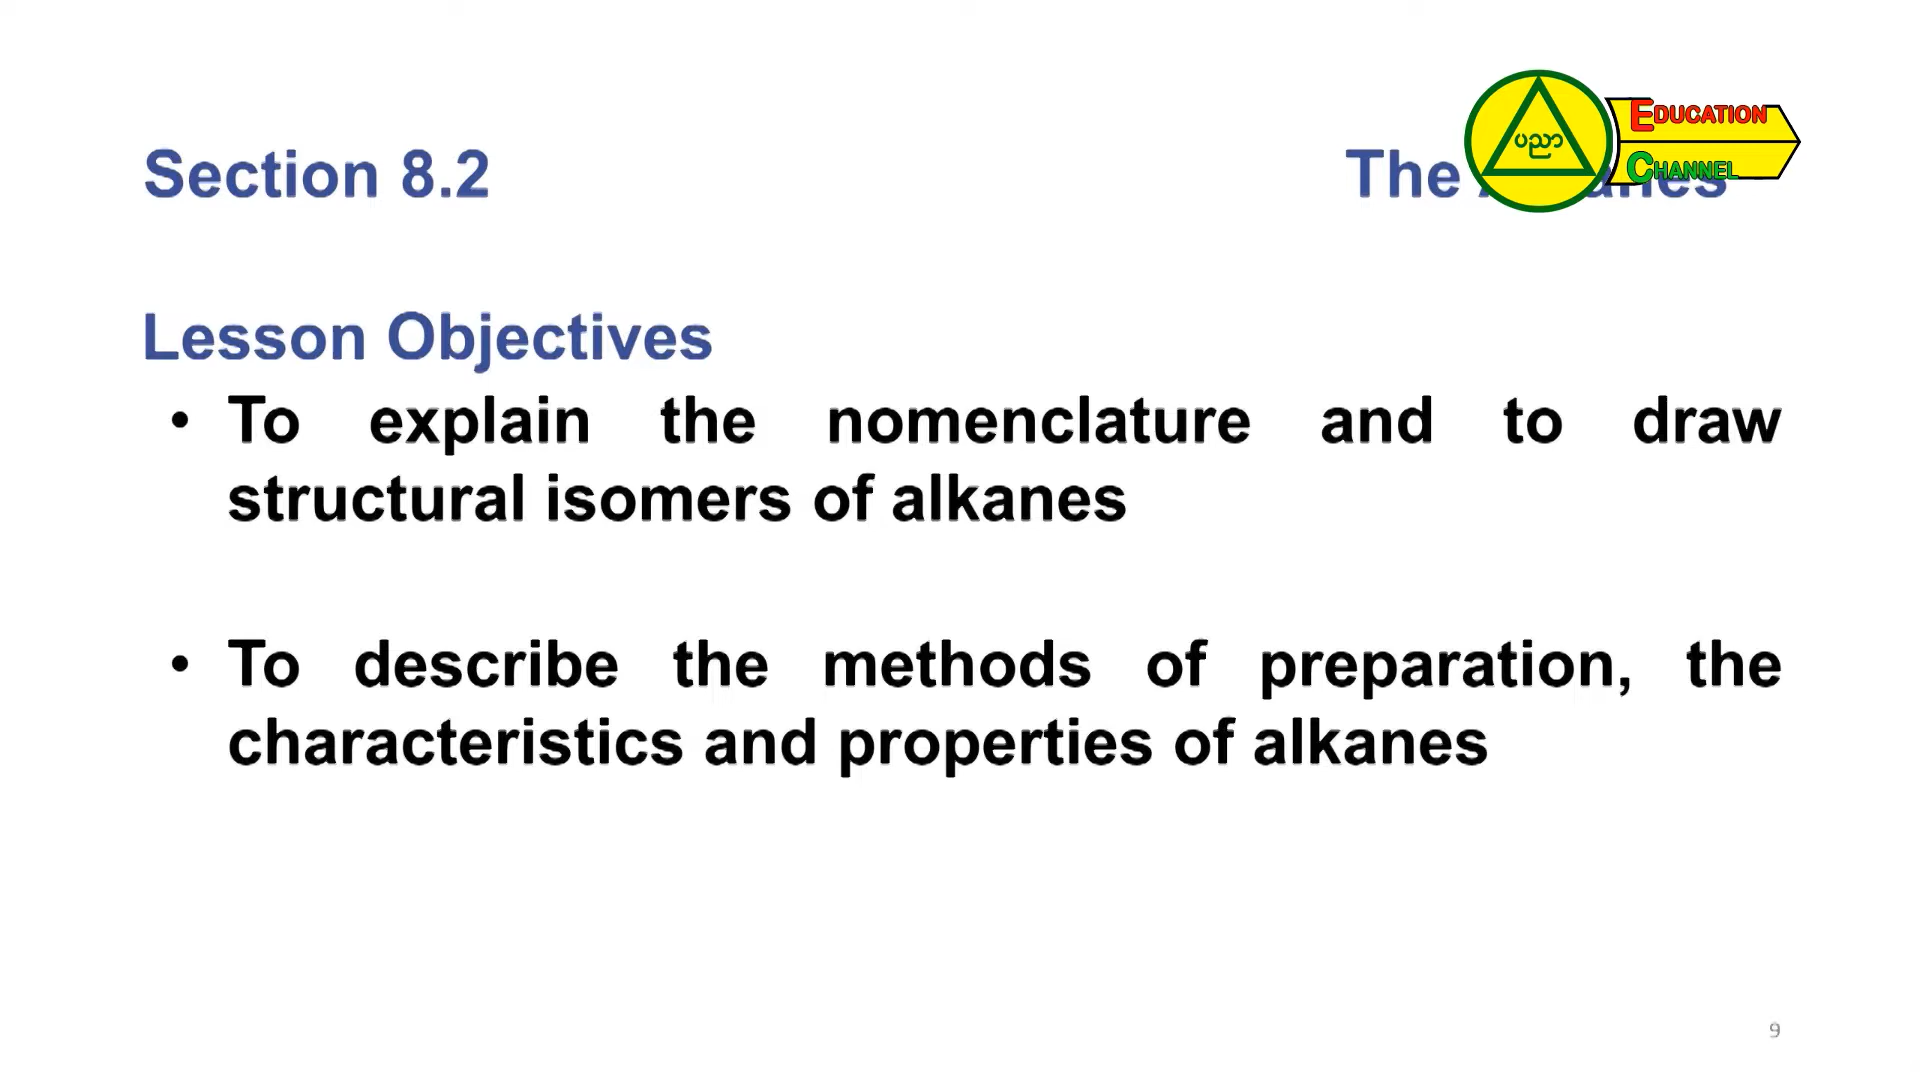 Section 8.2
The
ပညာ
EDUCATION
CHANNEL
Lesson Objectives
• To explain the nomenclature and to draw
structural isomers of alkanes
• To describe the methods of preparation, the
characteristics and properties of alkanes
9